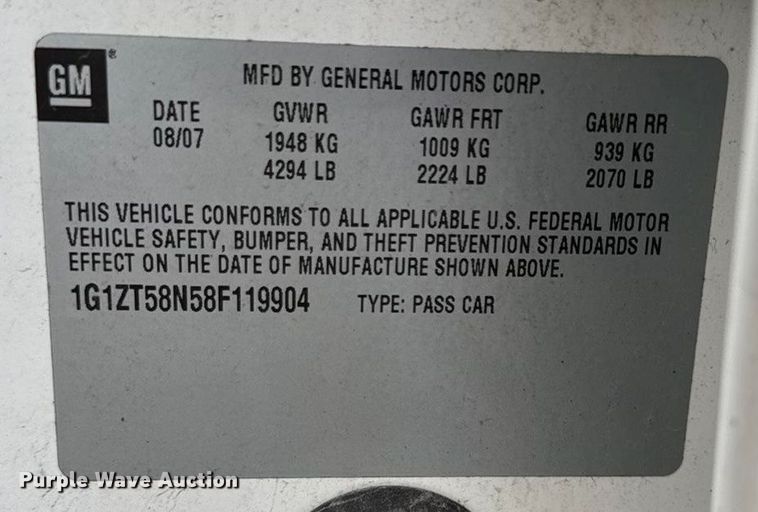 GM®
MFD BY GENERAL MOTORS CORP.
DATE GVWR GAWR FRT GAWR RR
08/07 1948 KG 1009 KG 939 KG
4294 LB 2224 LB 2070 LB
THIS VEHICLE CONFORMS TO ALL APPLICABLE U.S. FEDERAL MOTOR
VEHICLE SAFETY, BUMPER, AND THEFT PREVENTION STANDARDS IN
EFFECT ON THE DATE OF MANUFACTURE SHOWN ABOVE.
1G1ZT58N58F119904 TYPE: PASS CAR
Purple Wave Auction